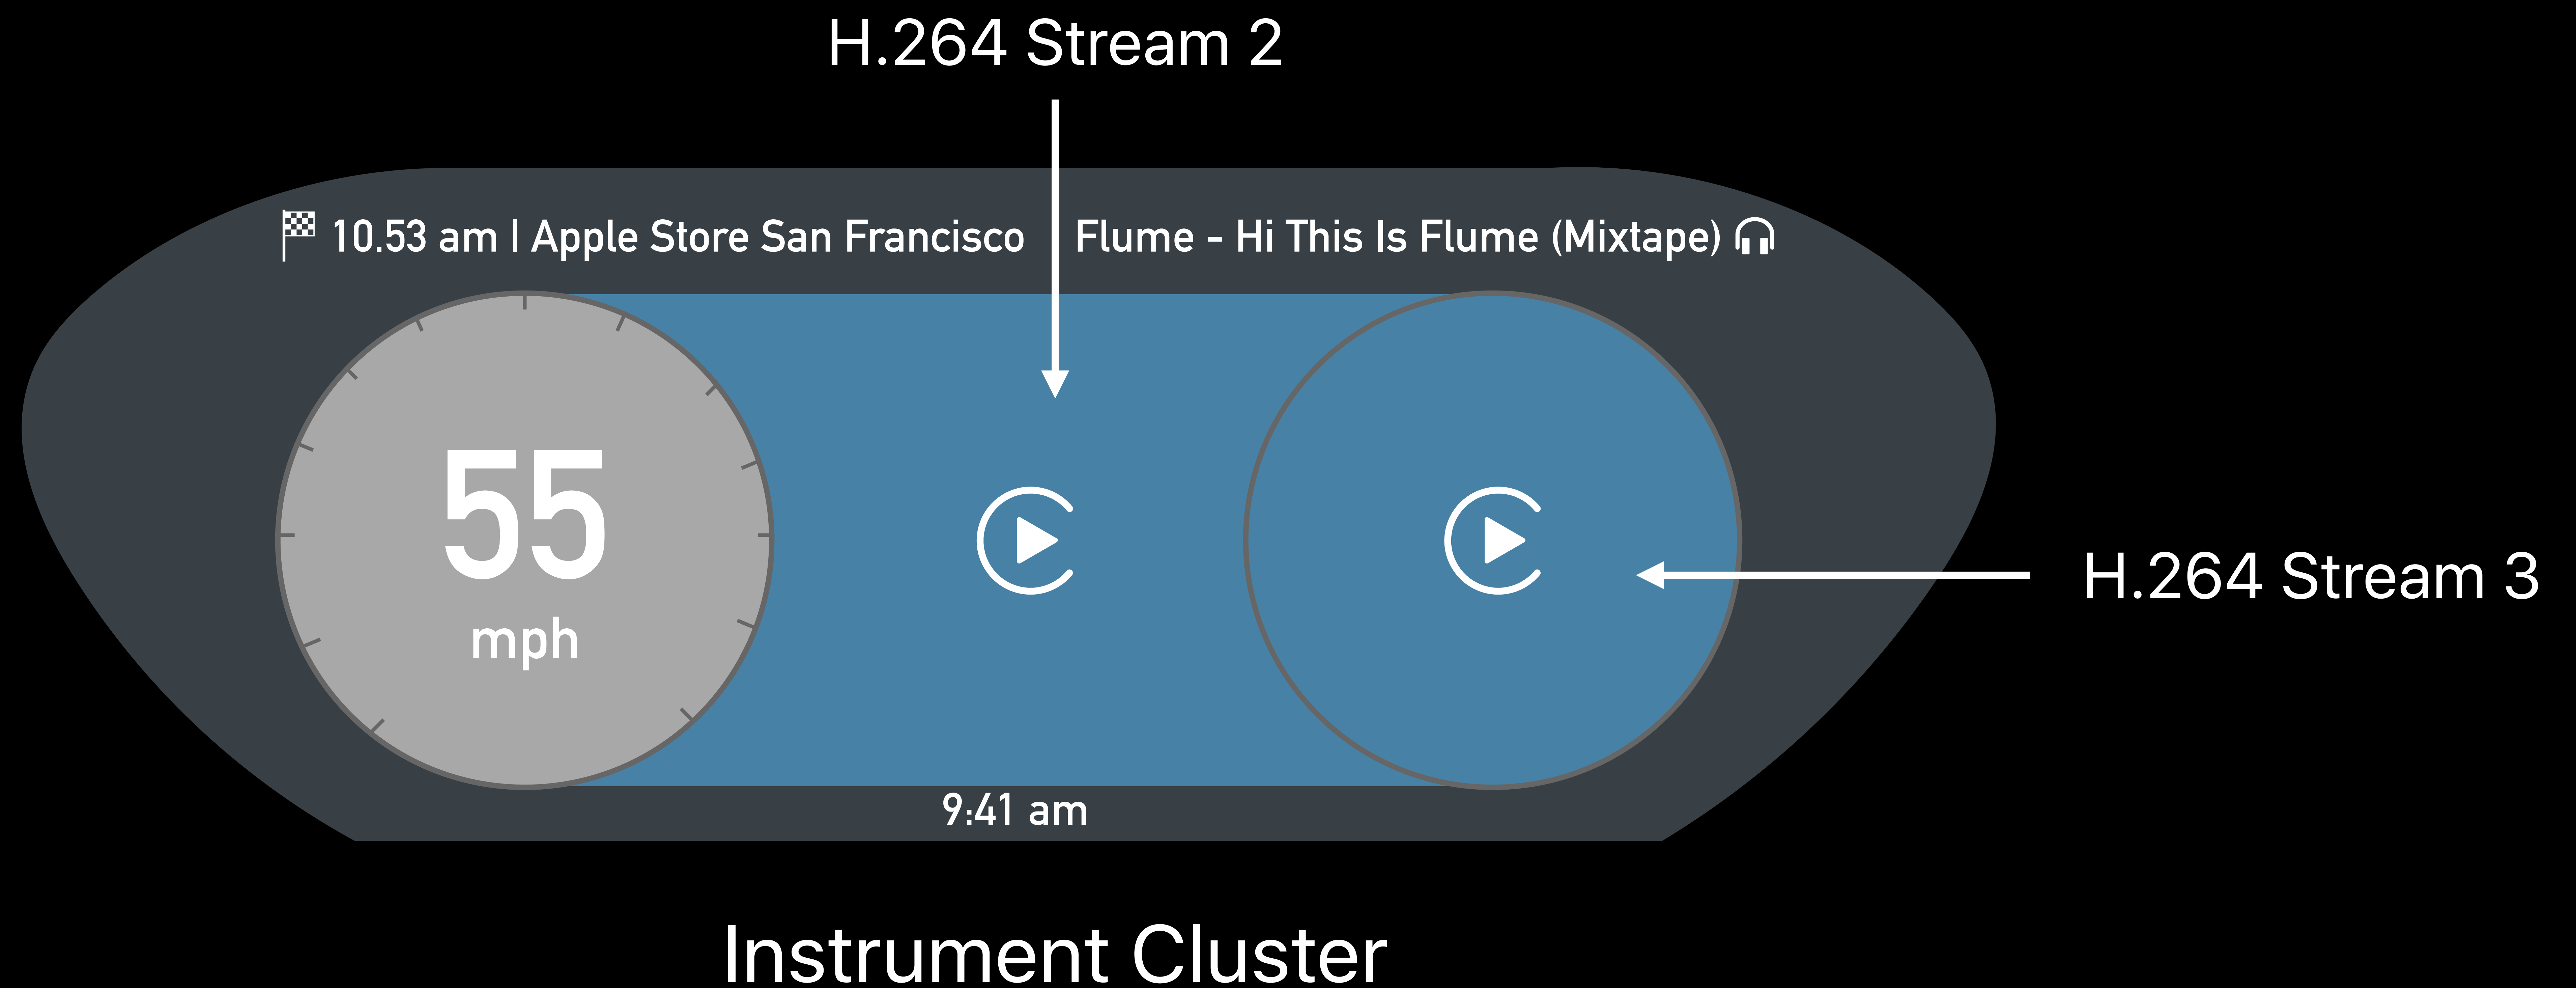 H.264 Stream 2
10.53 am | Apple Store San Francisco
Flume - Hi This Is Flume (Mixtape)
55
mph
H.264 Stream 3
9:41 am
Instrument Cluster